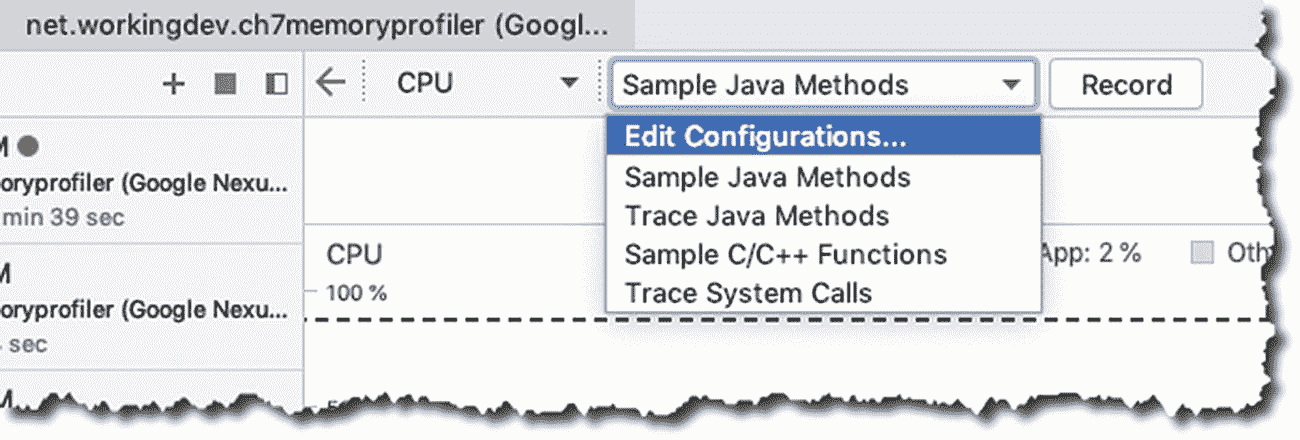 net.workingdev.ch7memoryprofiler (Googl...
CPU
Sample Java Methods
Record
Edit Configurations...
Sample Java Methods
Trace Java Methods
Sample C/C++ Functions
Trace System Calls
oryprofiler (Google Nexu...
min 39 sec
oryprofiler (Google Nexu...
sec
CPU
App: 2 %
100 %